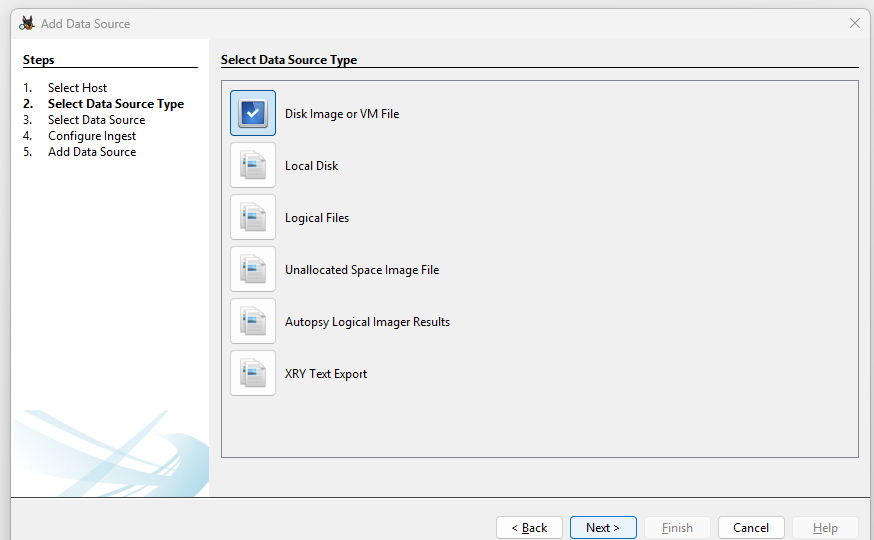 Add Data Source
Steps
1. Select Host
2. Select Data Source Type
3. Select Data Source
4. Configure Ingest
5. Add Data Source
Select Data Source Type
Disk Image or VM File
Local Disk
Logical Files
Unallocated Space Image File
Autopsy Logical Imager Results
XRY Text Export
< Back
Next >
Finish
Cancel
Help